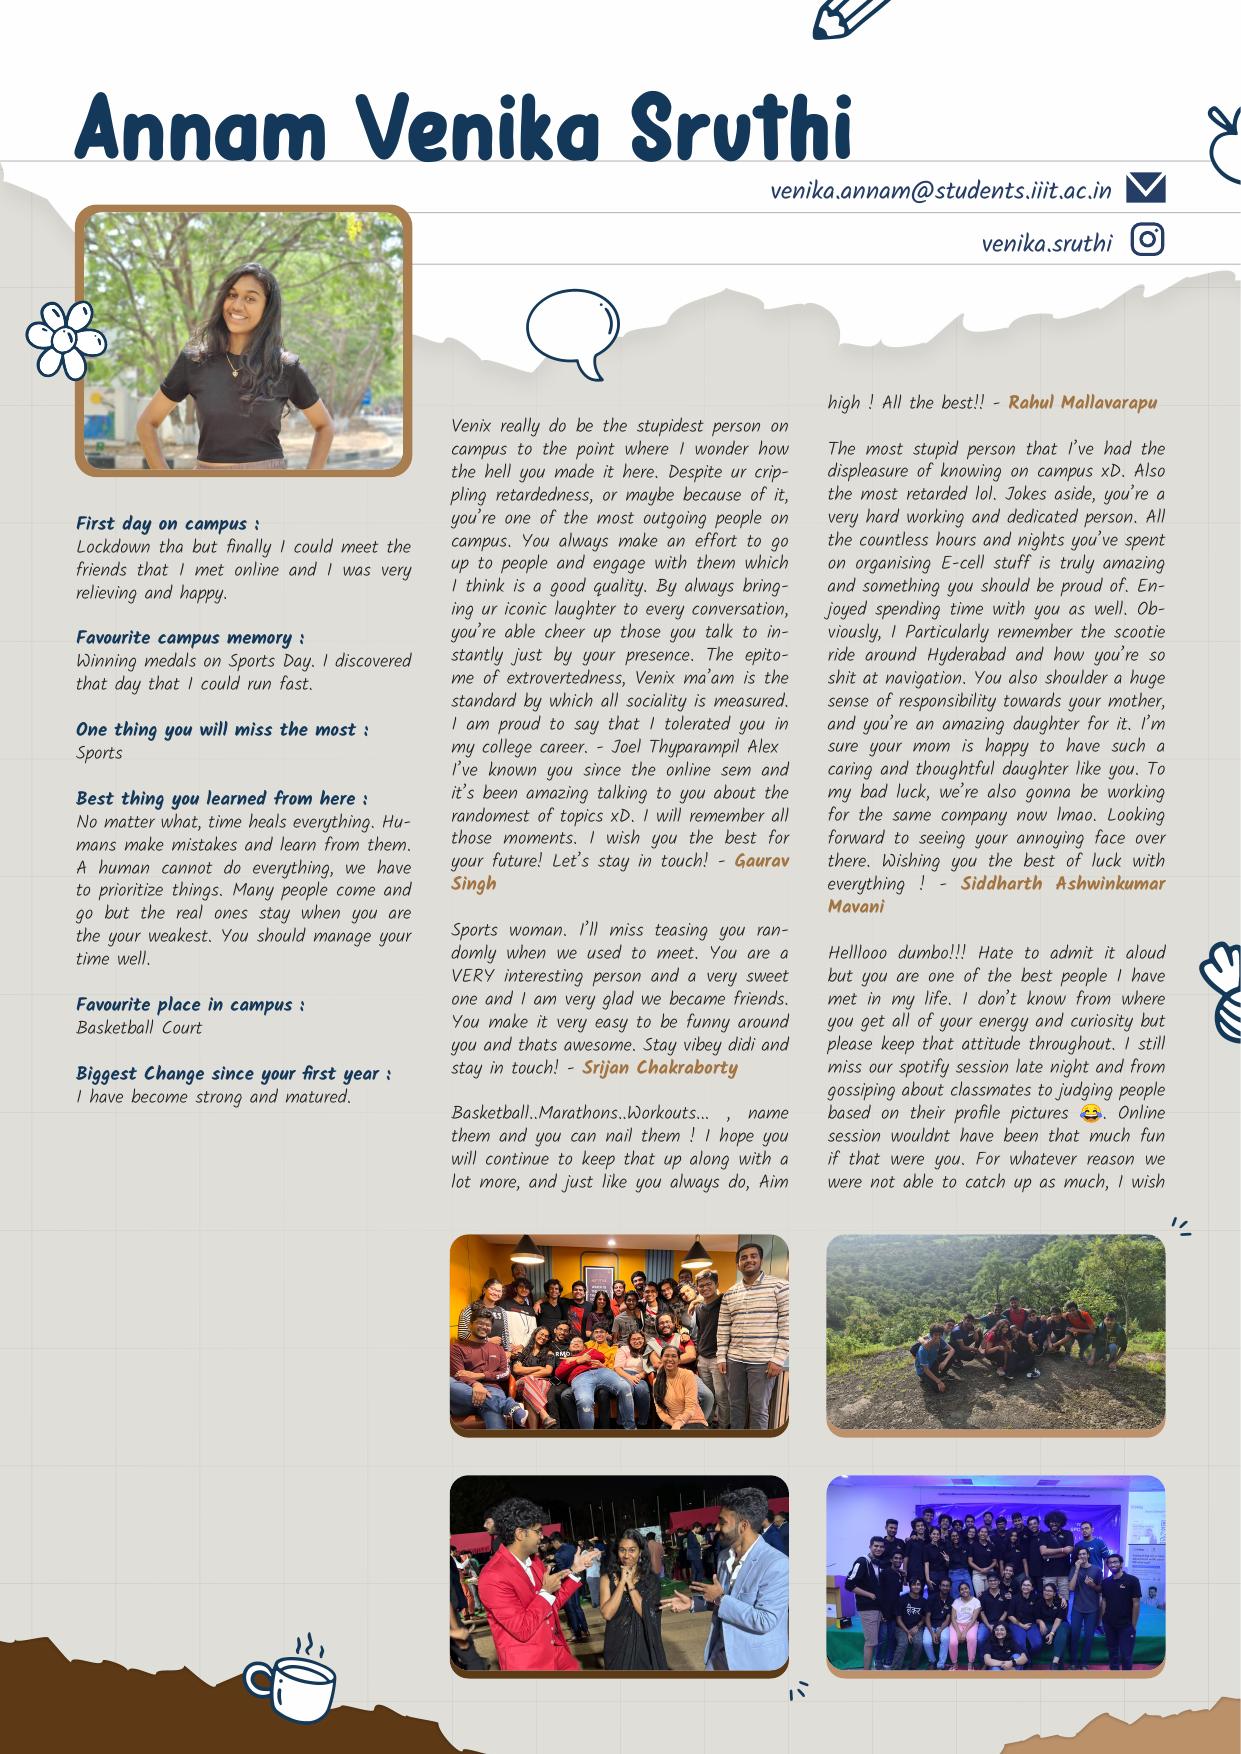 Annam Venika Sruthi
venika.annam@students.iiit.ac.in
venika.sruthi
First day on campus :
Lockdown tha but finally I could meet the
friends that I met online and I was very
relieving and happy.
Favourite campus memory :
Winning medals on Sports Day. I discovered
that day that I could run fast.
One thing you will miss the most :
Sports
Best thing you learned from here :
No matter what, time heals everything. Hu-
mans make mistakes and learn from them.
A human cannot do everything, we have
to prioritize things. Many people come and
go but the real ones stay when you are
the your weakest. You should manage your
time well.
Favourite place in campus :
Basketball Court
Biggest Change since your first year :
I have become strong and matured.
Venix really do be the stupidest person on
campus to the point where I wonder how
the hell you made it here. Despite ur crip-
pling retardedness, or maybe because of it,
you're one of the most outgoing people on
campus. You always make an effort to go
up to people and engage with them which
I think is a good quality. By always bring-
ing ur iconic laughter to every conversation,
you're able cheer up those you talk to in-
stantly just by your presence. The epito-
me of extrovertedness, Venix ma'am is the
standard by which all sociality is measured.
I am proud to say that I tolerated you in
my college career. - Joel Thyparampil Alex
I've known you since the online sem and
it's been amazing talking to you about the
randomest of topics xD. I will remember all
those moments. I wish you the best for
your future! Let's stay in touch! - Gaurav
Singh
Sports woman. I'll miss teasing you ran-
domly when we used to meet. You are a
VERY interesting person and a very sweet
one and I am very glad we became friends.
You make it very easy to be funny around
you and thats awesome. Stay vibey didi and
stay in touch! - Srijan Chakraborty
Basketball..Marathons..Workouts... , name
them and you can nail them ! I hope you
will continue to keep that up along with a
lot more, and just like you always do, Aim
high ! All the best!! - Rahul Mallavarapu
The most stupid person that I've had the
displeasure of knowing on campus xD. Also
the most retarded lol. Jokes aside, you're a
very hard working and dedicated person. All
the countless hours and nights you've spent
on organising E-cell stuff is truly amazing
and something you should be proud of. En-
joyed spending time with you as well. Ob-
viously, I Particularly remember the scootie
ride around Hyderabad and how you're so
shit at navigation. You also shoulder a huge
sense of responsibility towards your mother,
and you're an amazing daughter for it. I'm
sure your mom is happy to have such a
caring and thoughtful daughter like you. To
my bad luck, we're also gonna be working
for the same company now lmao. Looking
forward to seeing your annoying face over
there. Wishing you the best of luck with
everything ! - Siddharth Ashwinkumar
Mavani
Helllooo dumbo!!! Hate to admit it aloud
but you are one of the best people I have
met in my life. I don't know from where
you get all of your energy and curiosity but
please keep that attitude throughout. I still
miss our spotify session late night and from
gossiping about classmates to judging people
based on their profile pictures 😂. Online
session wouldnt have been that much fun
if that were you. For whatever reason we
were not able to catch up as much, I wish